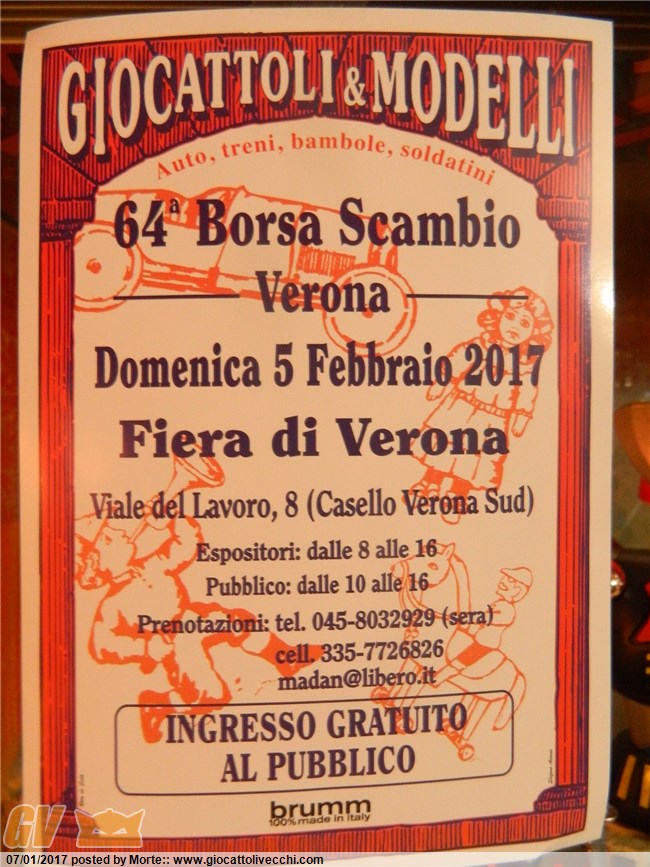 GIOCATTOLI & MODELLI
Auto, treni, bambole, soldatini
64ª Borsa Scambio
Verona
Domenica 5 Febbraio 2017
Fiera di Verona
Viale del Lavoro, 8 (Casello Verona Sud)
Espositori: dalle 8 alle 16
Pubblico: dalle 10 alle 16
Prenotazioni: tel. 045-8032929 (sera)
cell. 335-7726826
madan@libero.it
INGRESSO GRATUITO
AL PUBBLICO
brumm
100% made in italy
GV
07/01/2017 posted by Morte:: www.giocattolivecchi.com